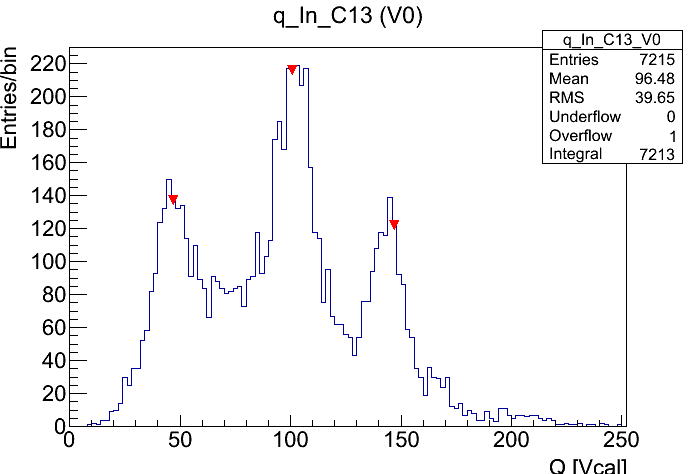 q_In_C13 (V0)
q_In_C13_V0
Entries 7215
Mean 96.48
RMS 39.65
Underflow 0
Overflow 1
Integral 7213
Entries/bin
220
200
180
160
140
120
100
80
60
40
20
0
0 50 100 150 200 250
Q [Vcal]